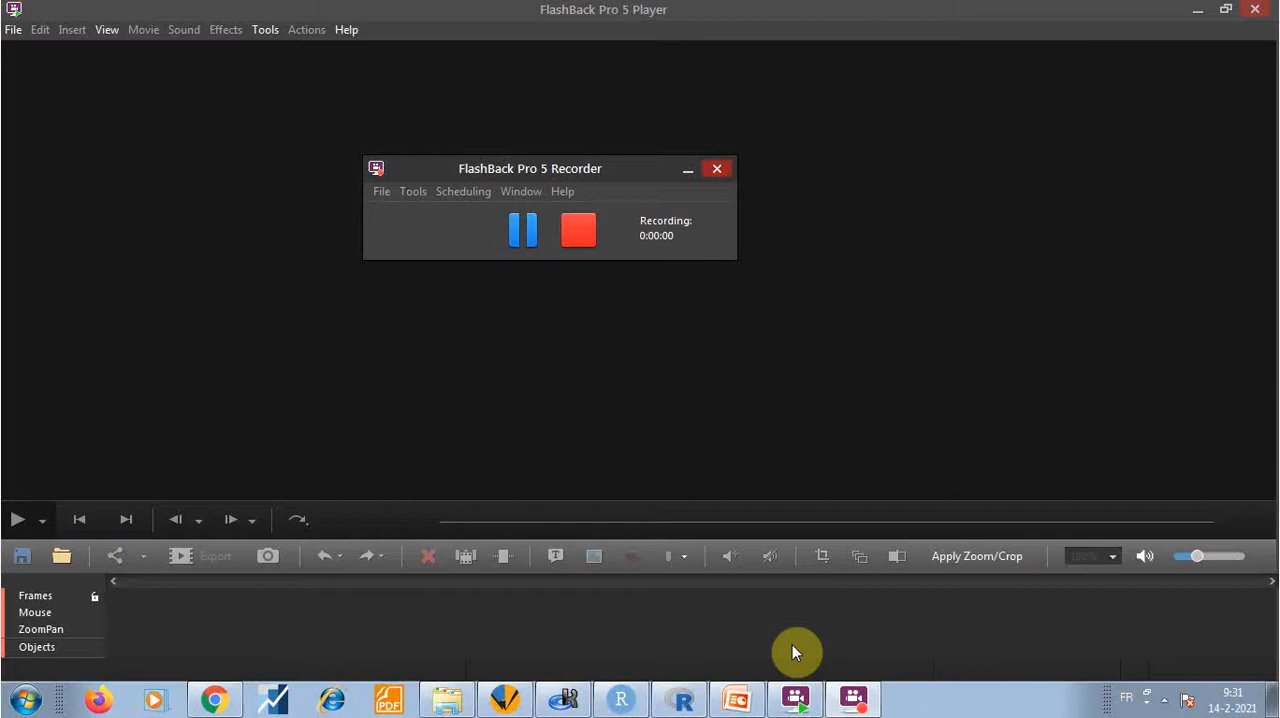 FlashBack Pro 5 Player
File Edit Insert View Movie Sound Effects Tools Actions Help
FlashBack Pro 5 Recorder
File Tools Scheduling Window Help
Recording:
0:00:00
Export
Apply Zoom/Crop
100%
Frames
Mouse
ZoomPan
Objects
PDF
R
R
FR
9:31
14-2-2021